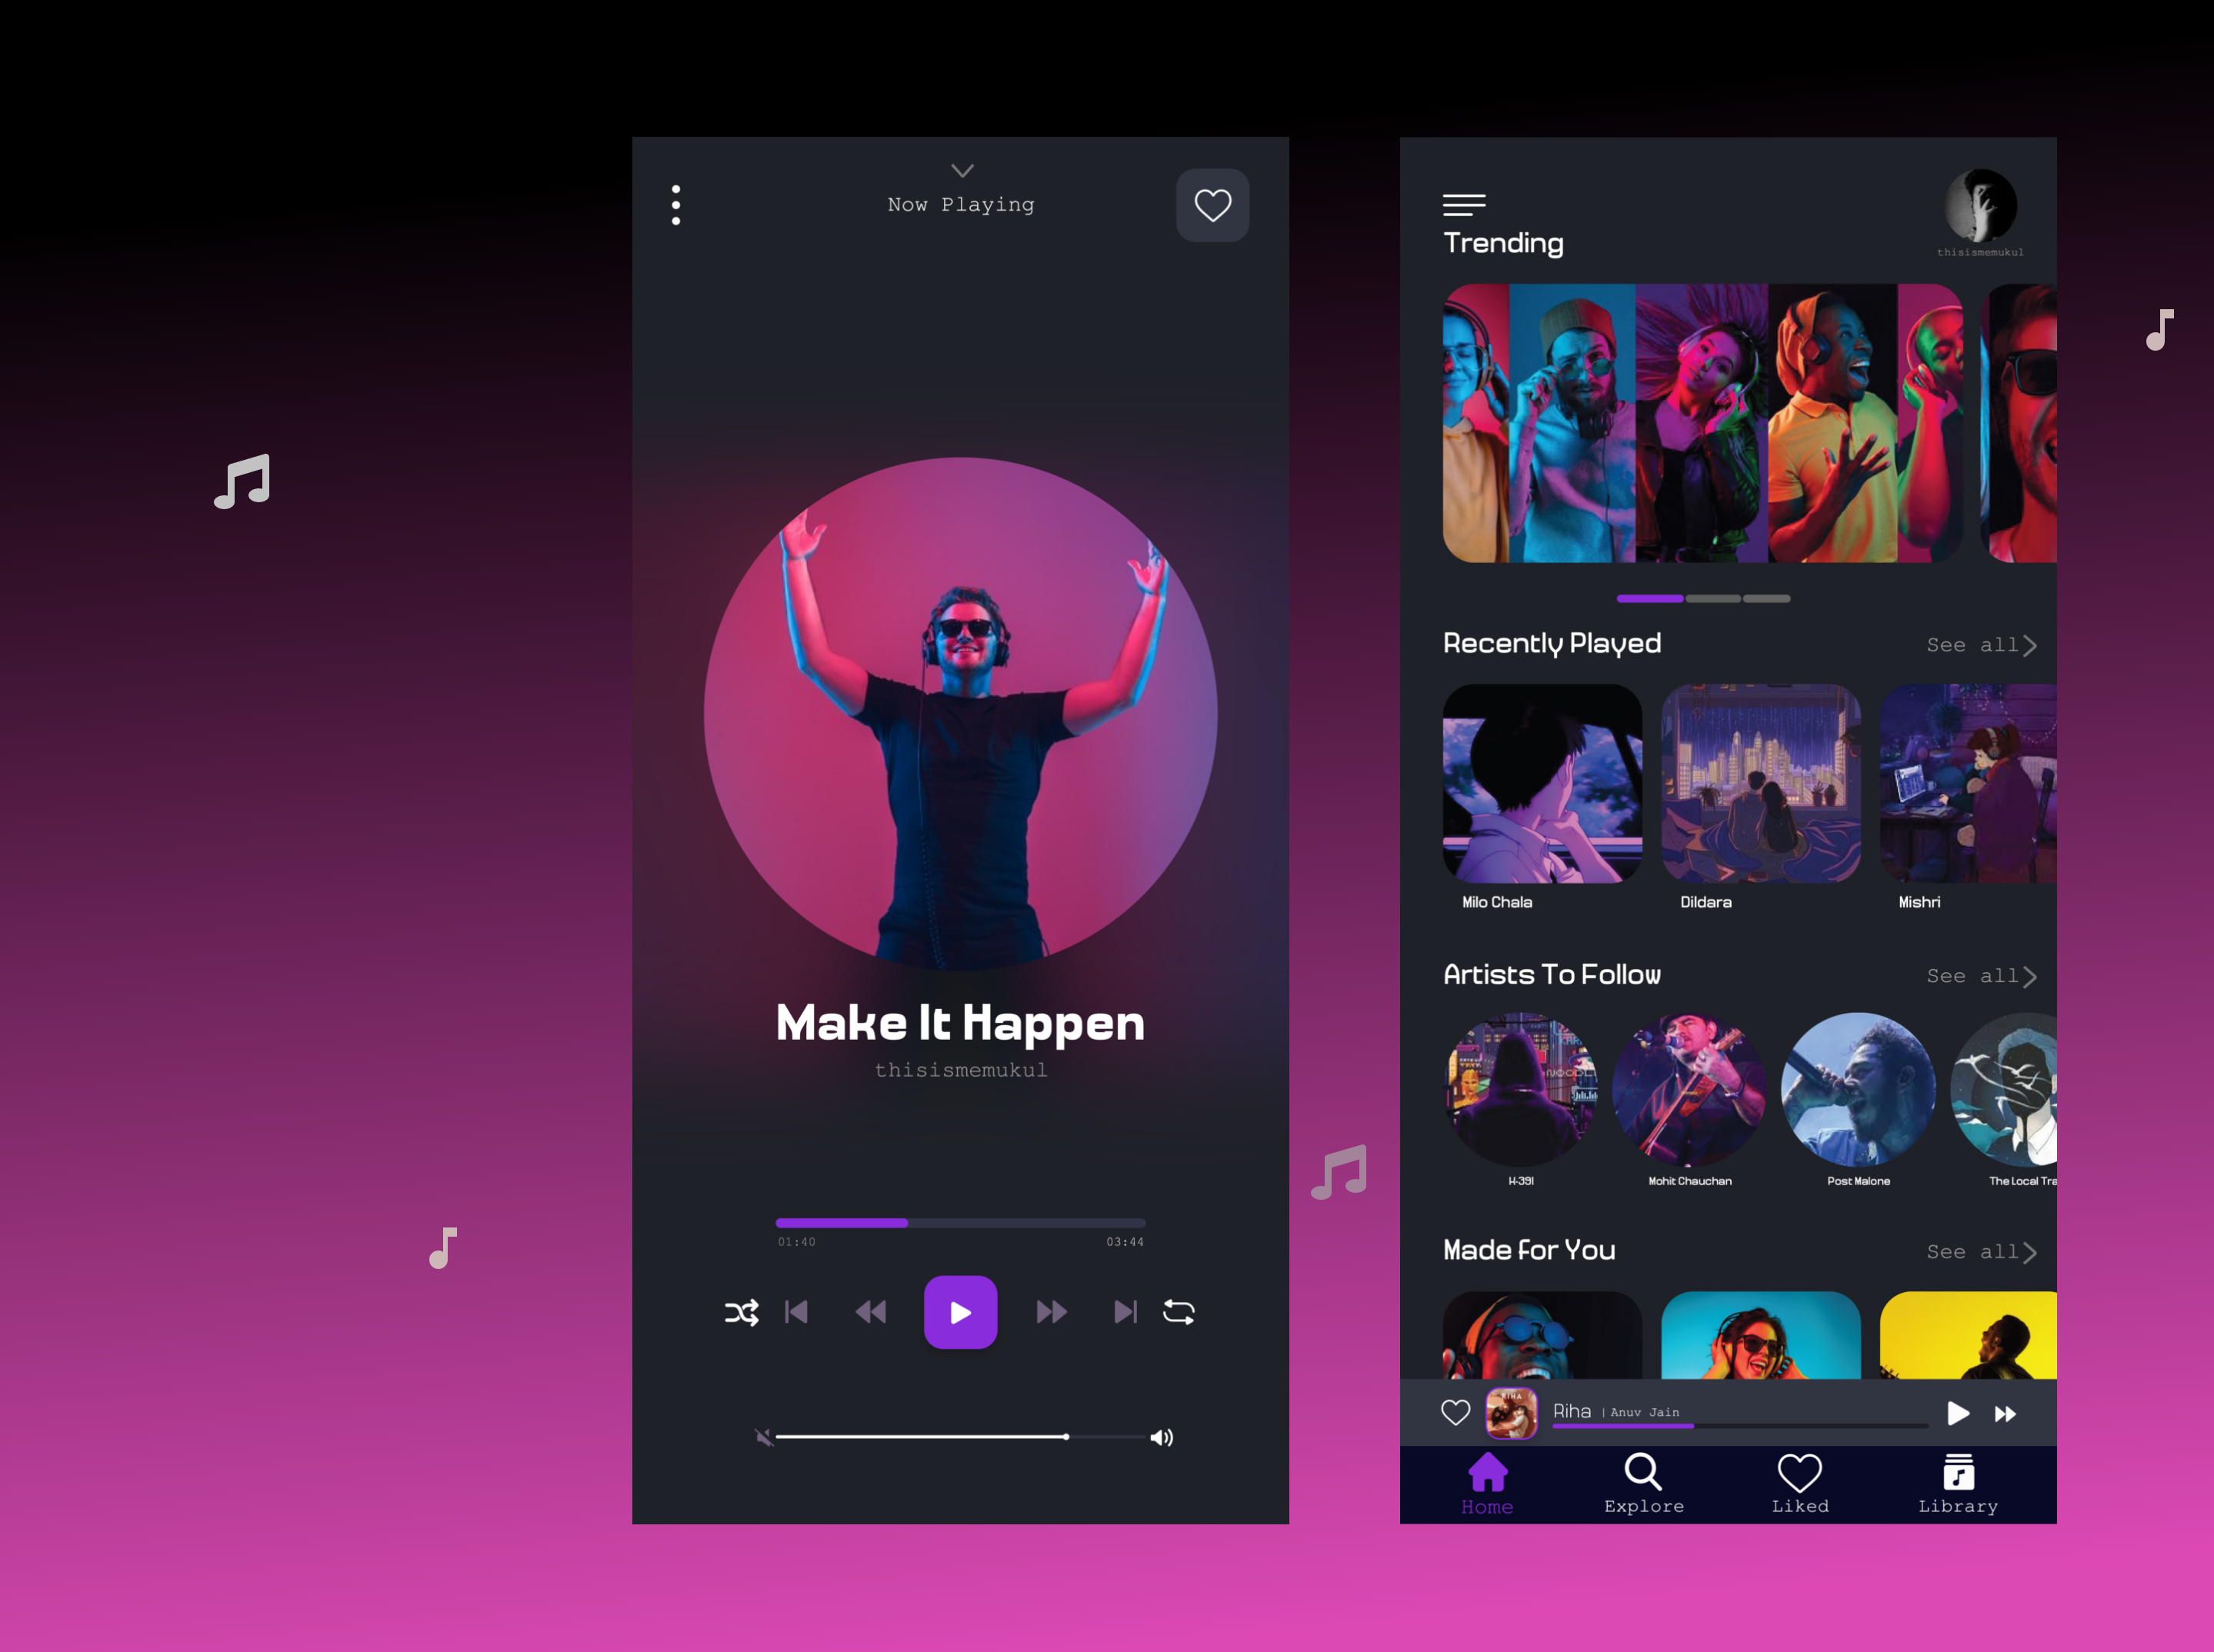 Now Playing
Make It Happen
thisismemukul
01:40
03:44
Trending
thisismemukul
Recently Played
See all
Milo Chala
Dildara
Mishri
Artists To Follow
See all
K-391
Mohit Chauchan
Post Malone
The Local Tra
Made For You
See all
RIHA
Riha | Anuv Jain
Home
Explore
Liked
Library